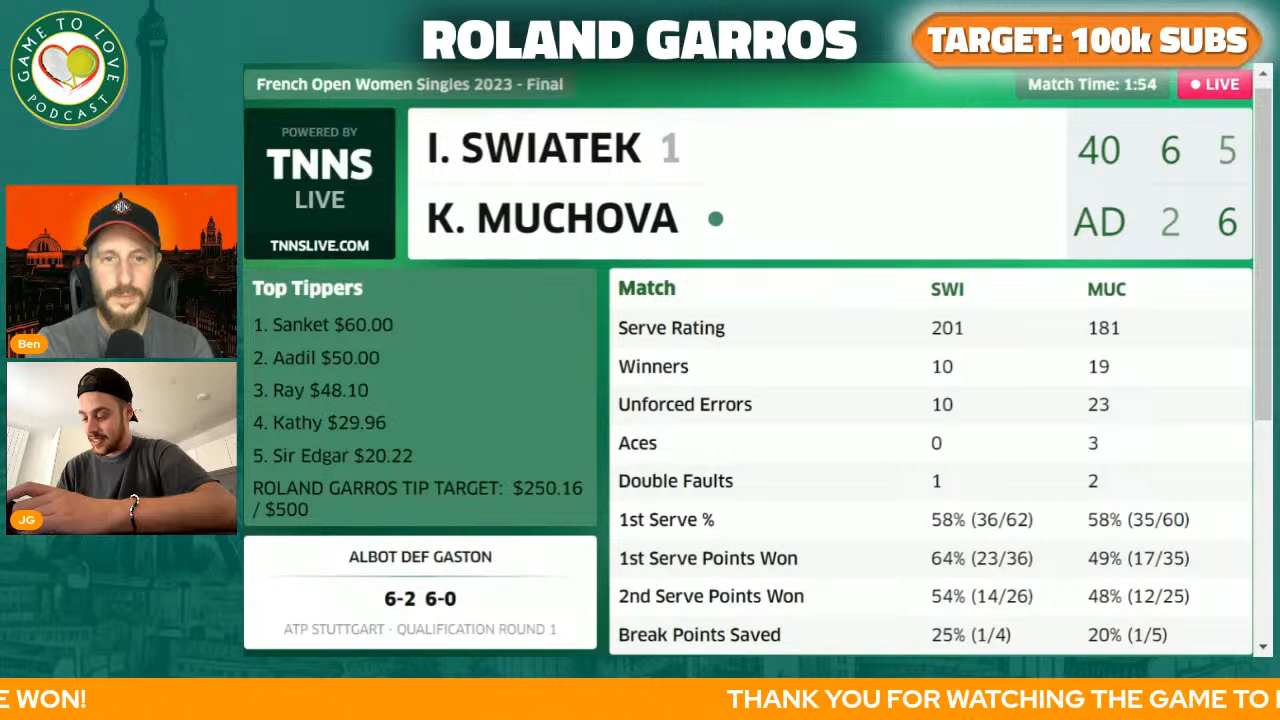 GAME TO LOVE
PODCAST
ROLAND GARROS
TARGET: 100k SUBS
French Open Women Singles 2023 - Final
Match Time: 1:54
LIVE
POWERED BY
TNNS
LIVE
TNNSLIVE.COM
I. SWIATEK 1 40 6 5
K. MUCHOVA AD 2 6
Ben
JG
Top Tippers
1. Sanket $60.00
2. Aadil $50.00
3. Ray $48.10
4. Kathy $29.96
5. Sir Edgar $20.22
ROLAND GARROS TIP TARGET: $250.16
/ $500
ALBOT DEF GASTON
6-2 6-0
ATP STUTTGART · QUALIFICATION ROUND 1
Match SWI MUC
Serve Rating 201 181
Winners 10 19
Unforced Errors 10 23
Aces 0 3
Double Faults 1 2
1st Serve % 58% (36/62) 58% (35/60)
1st Serve Points Won 64% (23/36) 49% (17/35)
2nd Serve Points Won 54% (14/26) 48% (12/25)
Break Points Saved 25% (1/4) 20% (1/5)
E WON! THANK YOU FOR WATCHING THE GAME TO